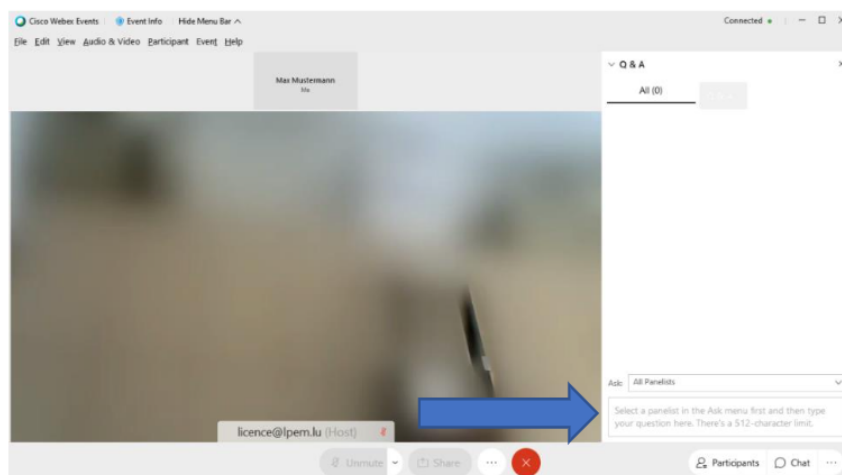 Cisco Webex Events Event Info Hide Menu Bar Connected
File Edit View Audio & Video Participant Event Help
Q & A
All (0)
Max Mustermann
Me
Ask: All Panelists
Select a panelist in the Ask menu first and then type
your question here. There's a 512-character limit.
licence@lpem.lu (Host)
Unmute Share Participants Chat